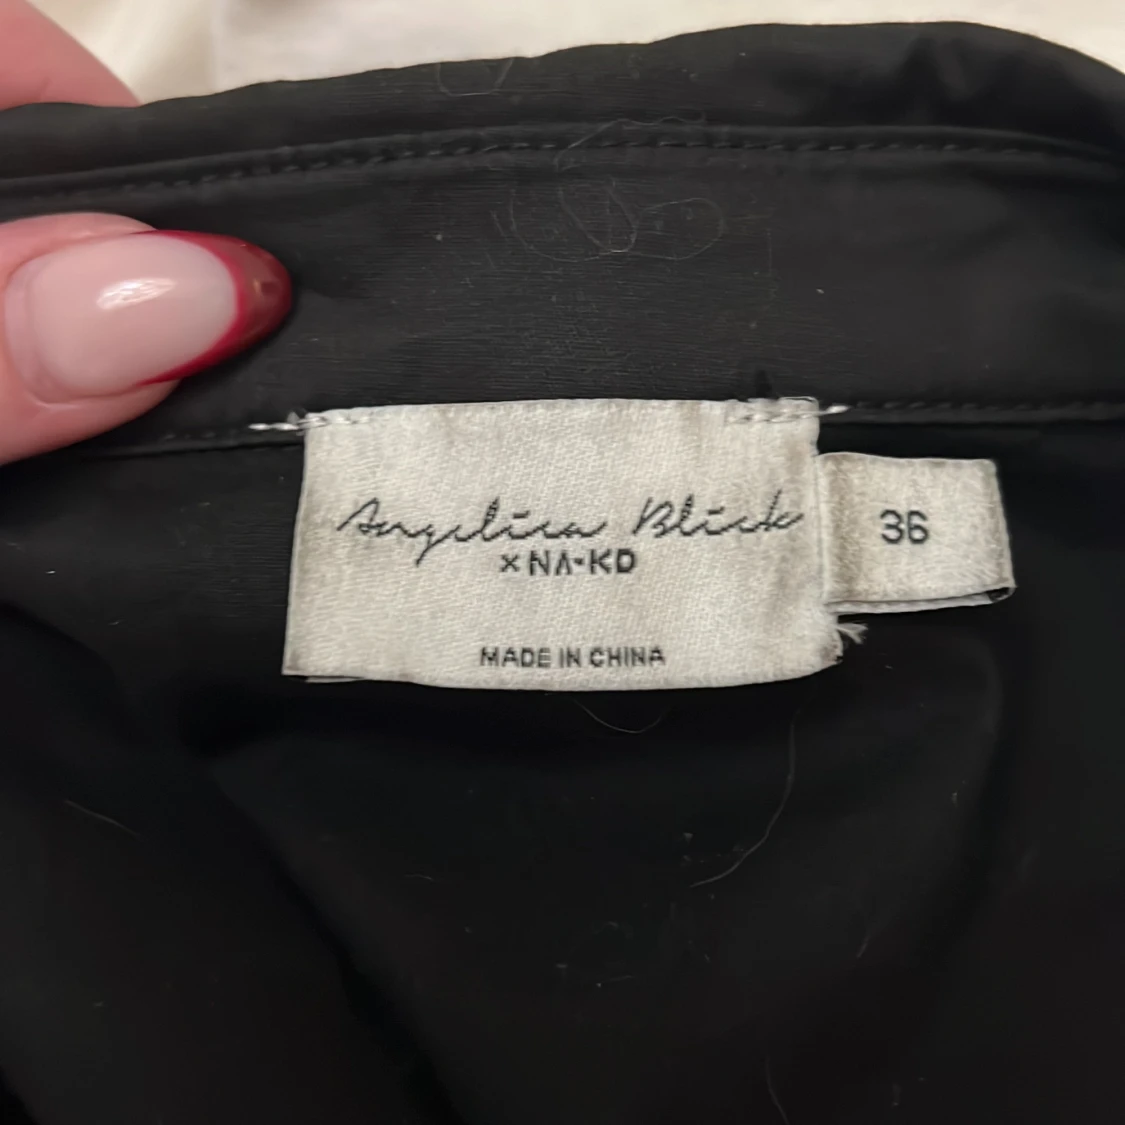 Angelica Blick
×NA-KD
MADE IN CHINA
36